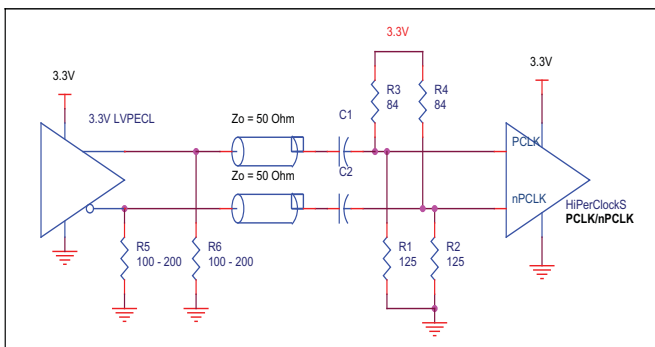 3.3V
3.3V
3.3V
3.3V LVPECL
R3
84
R4
84
Zo = 50 Ohm
C1
PCLK
Zo = 50 Ohm
C2
nPCLK
HiPerClockS
PCLK/nPCLK
R5
100 - 200
R6
100 - 200
R1
125
R2
125